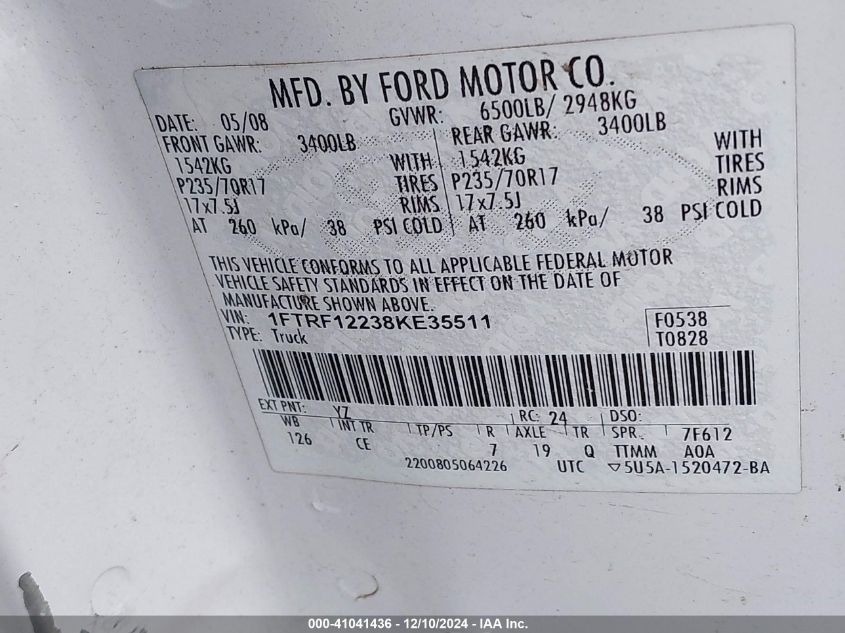 MFD. BY FORD MOTOR CO.
DATE: 05/08 GVWR: 6500LB/ 2948KG
FRONT GAWR: 3400LB REAR GAWR: 3400LB
1542KG WITH 1542KG WITH
P235/70R17 TIRES P235/70R17 TIRES
17x7.5J RIMS 17x7.5J RIMS
AT 260 kPa/ 38 PSI COLD AT 260 kPa/ 38 PSI COLD
THIS VEHICLE CONFORMS TO ALL APPLICABLE FEDERAL MOTOR
VEHICLE SAFETY STANDARDS IN EFFECT ON THE DATE OF
MANUFACTURE SHOWN ABOVE.
VIN: 1FTRF12238KE35511 F0538
TYPE: Truck T0828
EXT PNT: YZ RC: 24 DSO:
WB INT TR TP/PS R AXLE TR SPR 7F612
126 CE 7 19 Q TTMM A0A
2200805064226 UTC ▽5U5A-1520472-BA
000-41041436 - 12/10/2024 - IAA Inc.